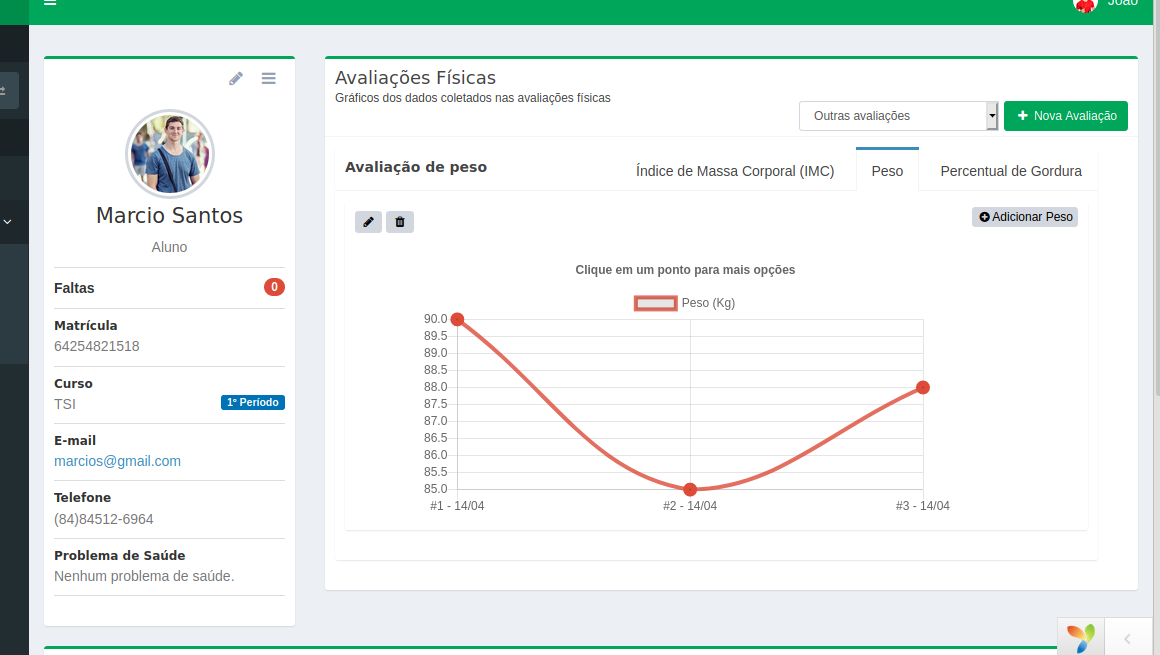 João
Marcio Santos
Aluno
Faltas 0
Matrícula
64254821518
Curso
TSI 1º Período
E-mail
marcios@gmail.com
Telefone
(84)84512-6964
Problema de Saúde
Nenhum problema de saúde.
Avaliações Físicas
Gráficos dos dados coletados nas avaliações físicas
Outras avaliações
Nova Avaliação
Avaliação de peso
Índice de Massa Corporal (IMC)
Peso
Percentual de Gordura
Adicionar Peso
Clique em um ponto para mais opções
Peso (Kg)
90.0
89.5
89.0
88.5
88.0
87.5
87.0
86.5
86.0
85.5
85.0
#1 - 14/04
#2 - 14/04
#3 - 14/04